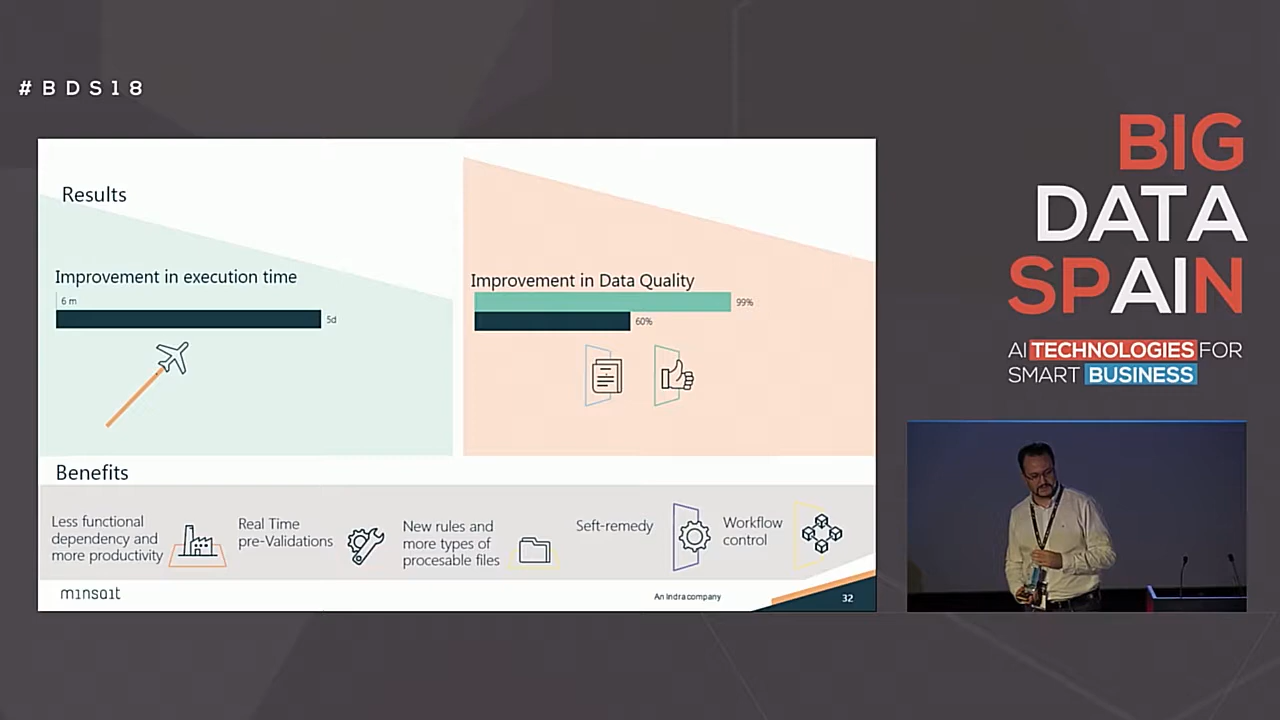 #BDS18
BIG
DATA
SPAIN
AI TECHNOLOGIES FOR
SMART BUSINESS
Results
Improvement in execution time
6 m
5d
Improvement in Data Quality
99%
60%
Benefits
Less functional
dependency and
more productivity
Real Time
pre-Validations
New rules and
more types of
procesable files
Seft-remedy
Workflow
control
minsait
An Indra company
32